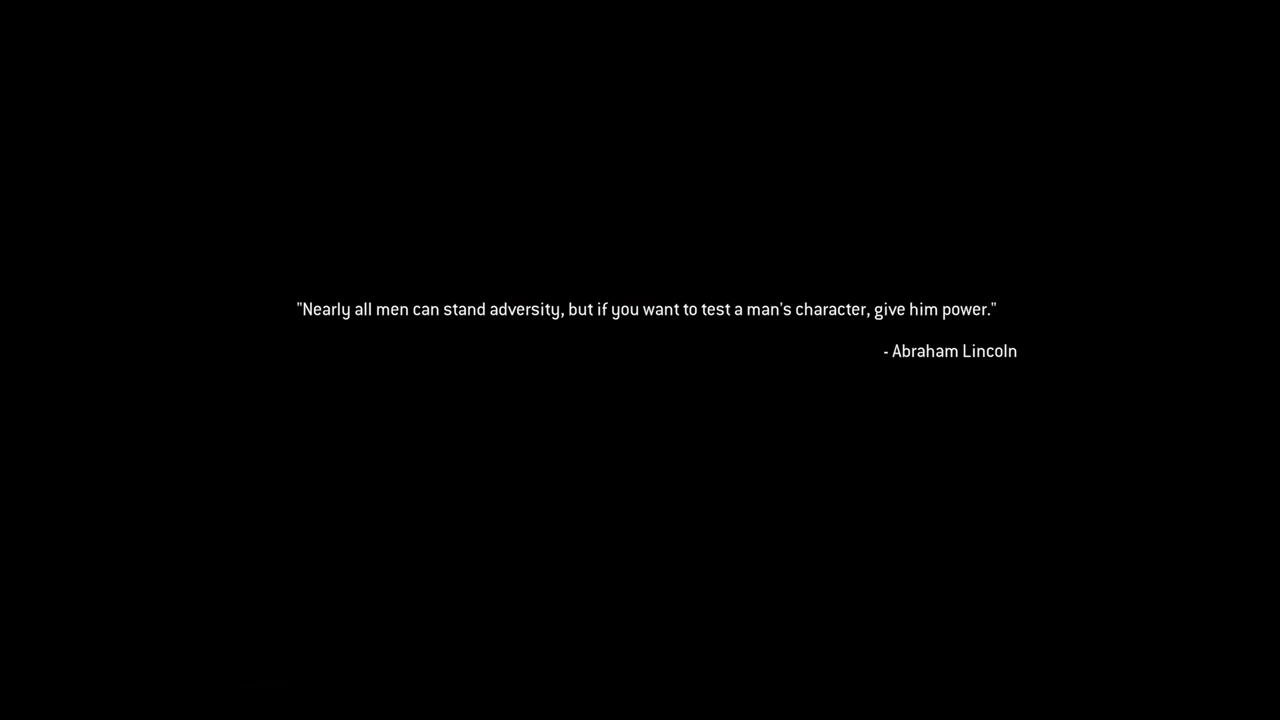 "Nearly all men can stand adversity, but if you want to test a man's character, give him power."
- Abraham Lincoln